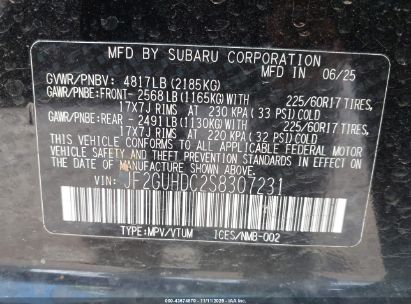 MFD BY SUBARU CORPORATION
MFD IN 06/25
GVWR/PNBV: 4817LB (2185KG)
GAWR/PNBE:FRONT- 2568LB (1165KG)WITH 225/60R17 TIRES,
17X7J RIMS AT 230 KPA (33 PSI)COLD
GAWR/PNBE:REAR - 2491LB (1130KG)WITH 225/60R17 TIRES,
17X7J RIMS AT 220 KPA (32 PSI)COLD
THIS VEHICLE CONFORMS TO ALL APPLICABLE FEDERAL MOTOR
VEHICLE SAFETY AND THEFT PREVENTION STANDARDS IN EFFECT
ON THE DATE OF MANUFACTURE SHOWN ABOVE.
VIN: JF2GUHDC2S8307231
TYPE:MPV/VTUM ICES/NMB-002